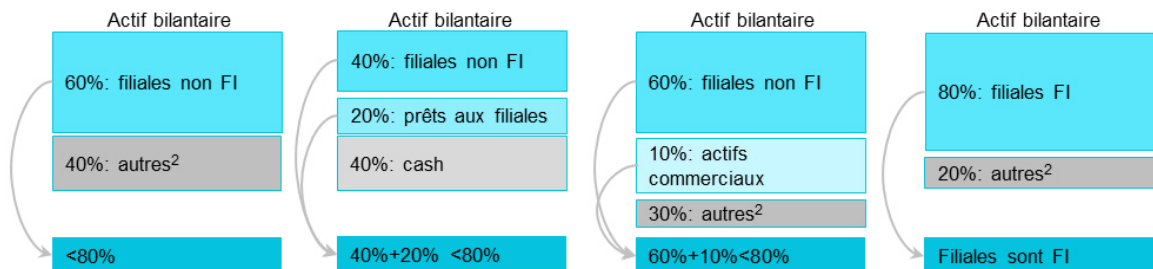 Actif bilantaire
60%: filiales non FI
40%: autres²
<80%
Actif bilantaire
40%: filiales non FI
20%: prêts aux filiales
40%: cash
40%+20% <80%
Actif bilantaire
60%: filiales non FI
10%: actifs
commerciaux
30%: autres²
60%+10%<80%
Actif bilantaire
80%: filiales FI
20%: autres²
Filiales sont FI